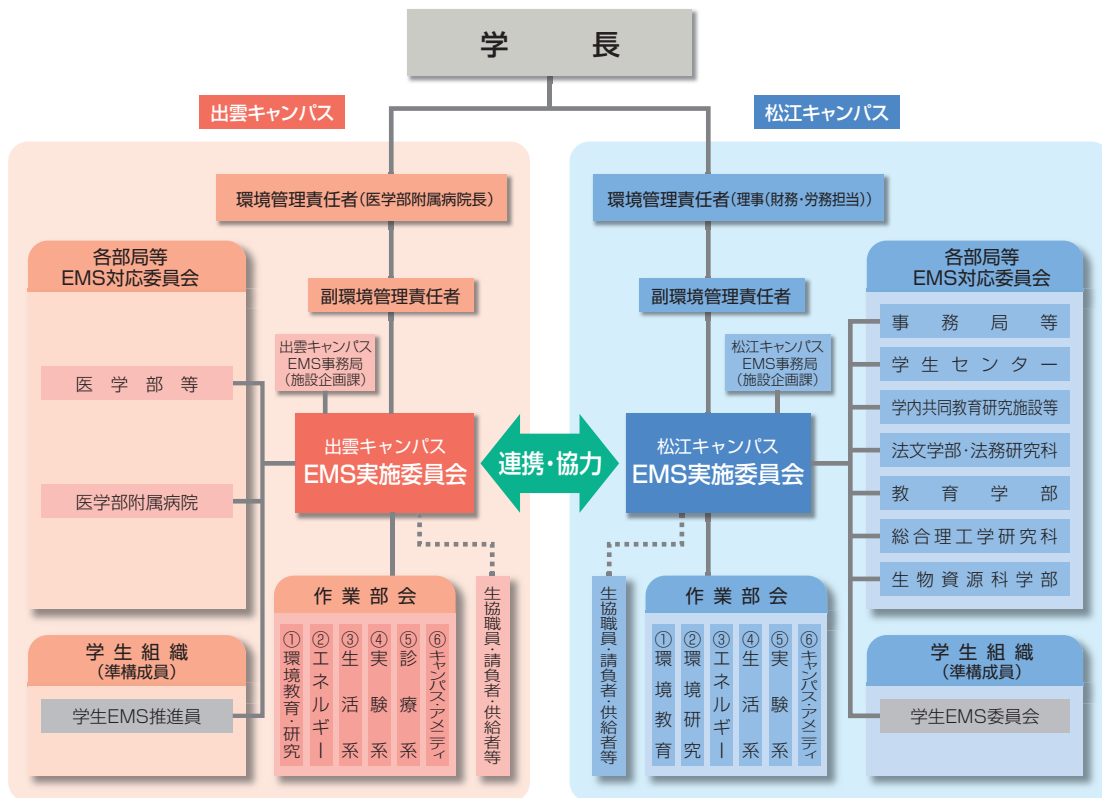 学長
出雲キャンパス
環境管理責任者(医学部附属病院長)
副環境管理責任者
出雲キャンパス
EMS事務局
(施設企画課)
出雲キャンパス
EMS実施委員会
各部局等
EMS対応委員会
医学部等
医学部附属病院
学生組織
(準構成員)
学生EMS推進員
作業部会
①環境教育・研究
②エネルギー
③生活系
④実験系
⑤診療系
⑥キャンパス・アメニティ
生協職員・請負者・供給者等
連携・協力
松江キャンパス
環境管理責任者(理事(財務・労務担当))
副環境管理責任者
松江キャンパス
EMS事務局
(施設企画課)
松江キャンパス
EMS実施委員会
生協職員・請負者・供給者等
作業部会
①環境教育
②環境研究
③エネルギー
④生活系
⑤実験系
⑥キャンパス・アメニティ
各部局等
EMS対応委員会
事務局等
学生センター
学内共同教育研究施設等
法文学部・法務研究科
教育学部
総合理工学研究科
生物資源科学部
学生組織
(準構成員)
学生EMS委員会